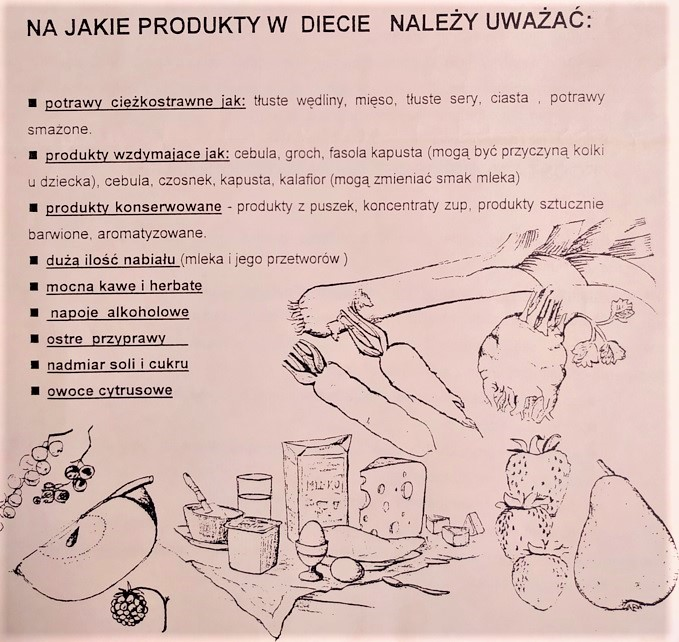 NA JAKIE PRODUKTY W DIECIE NALEŻY UWAŻAĆ:
■ potrawy cieżkostrawne jak: tłuste wędliny, mięso, tłuste sery, ciasta , potrawy
smażone.
■ produkty wzdymajace jak: cebula, groch, fasola kapusta (mogą być przyczyną kolki
u dziecka), cebula, czosnek, kapusta, kalafior (mogą zmieniać smak mleka)
■ produkty konserwowane - produkty z puszek, koncentraty zup, produkty sztucznie
barwione, aromatyzowane.
■ duża ilość nabiału (mleka i jego przetworów )
■ mocna kawe i herbate
■ napoje alkoholowe
■ ostre przyprawy
■ nadmiar soli i cukru
■ owoce cytrusowe